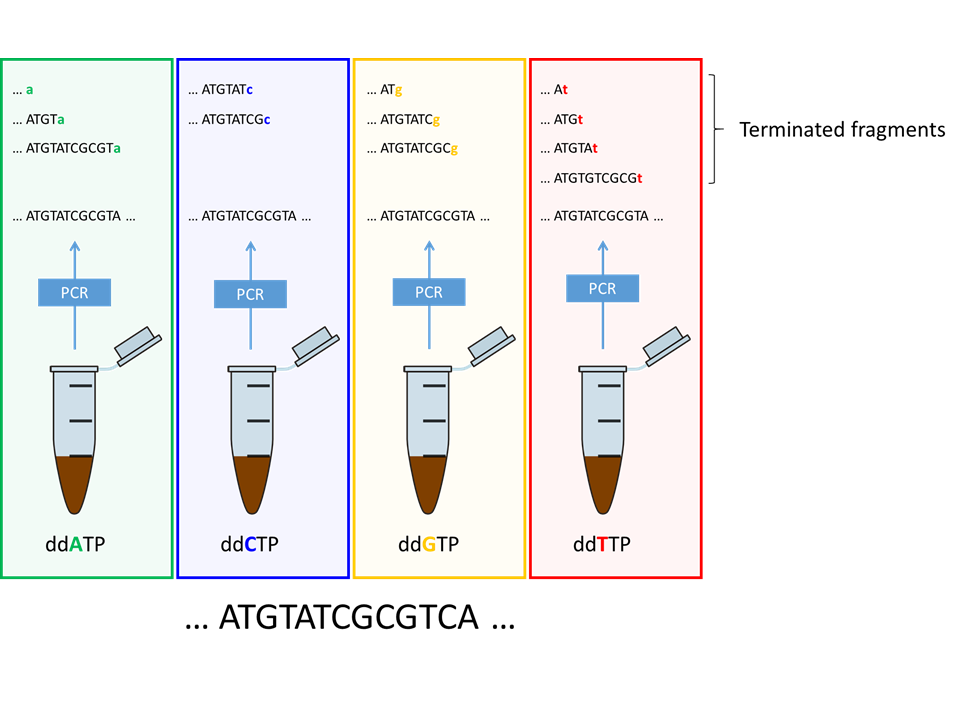 ... a
... ATGTa
... ATGTATCGCGTa
... ATGTATCGCGTA ...
PCR
ddATP
... ATGTATc
... ATGTATCGc
... ATGTATCGCGTA ...
PCR
ddCTP
... ATg
... ATGTATCg
... ATGTATCGCg
... ATGTATCGCGTA ...
PCR
ddGTP
... At
... ATGt
... ATGTAt
... ATGTGTCGCGt
... ATGTATCGCGTA ...
PCR
ddTTP
Terminated fragments
... ATGTATCGCGTCA ...